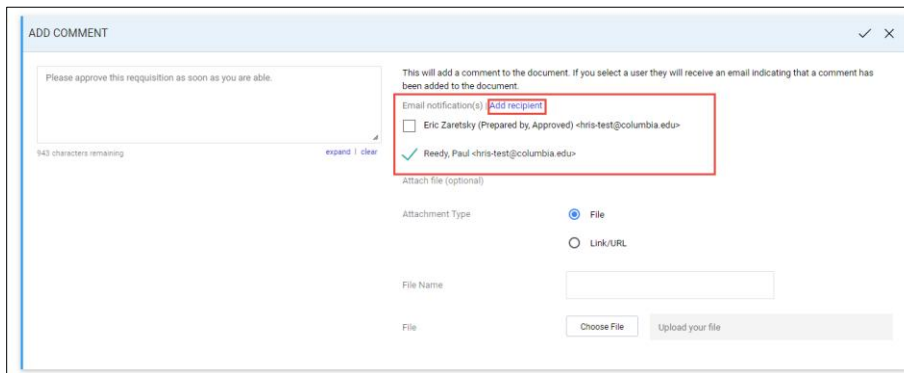 ADD COMMENT
Please approve this reqquisition as soon as you are able.
943 characters remaining
expand | clear
This will add a comment to the document. If you select a user they will receive an email indicating that a comment has
been added to the document.
Email notification(s) | Add recipient
Eric Zaretsky (Prepared by, Approved) <hris-test@columbia.edu>
Reedy, Paul <hris-test@columbia.edu>
Attach file (optional)
Attachment Type
File
Link/URL
File Name
File
Choose File
Upload your file